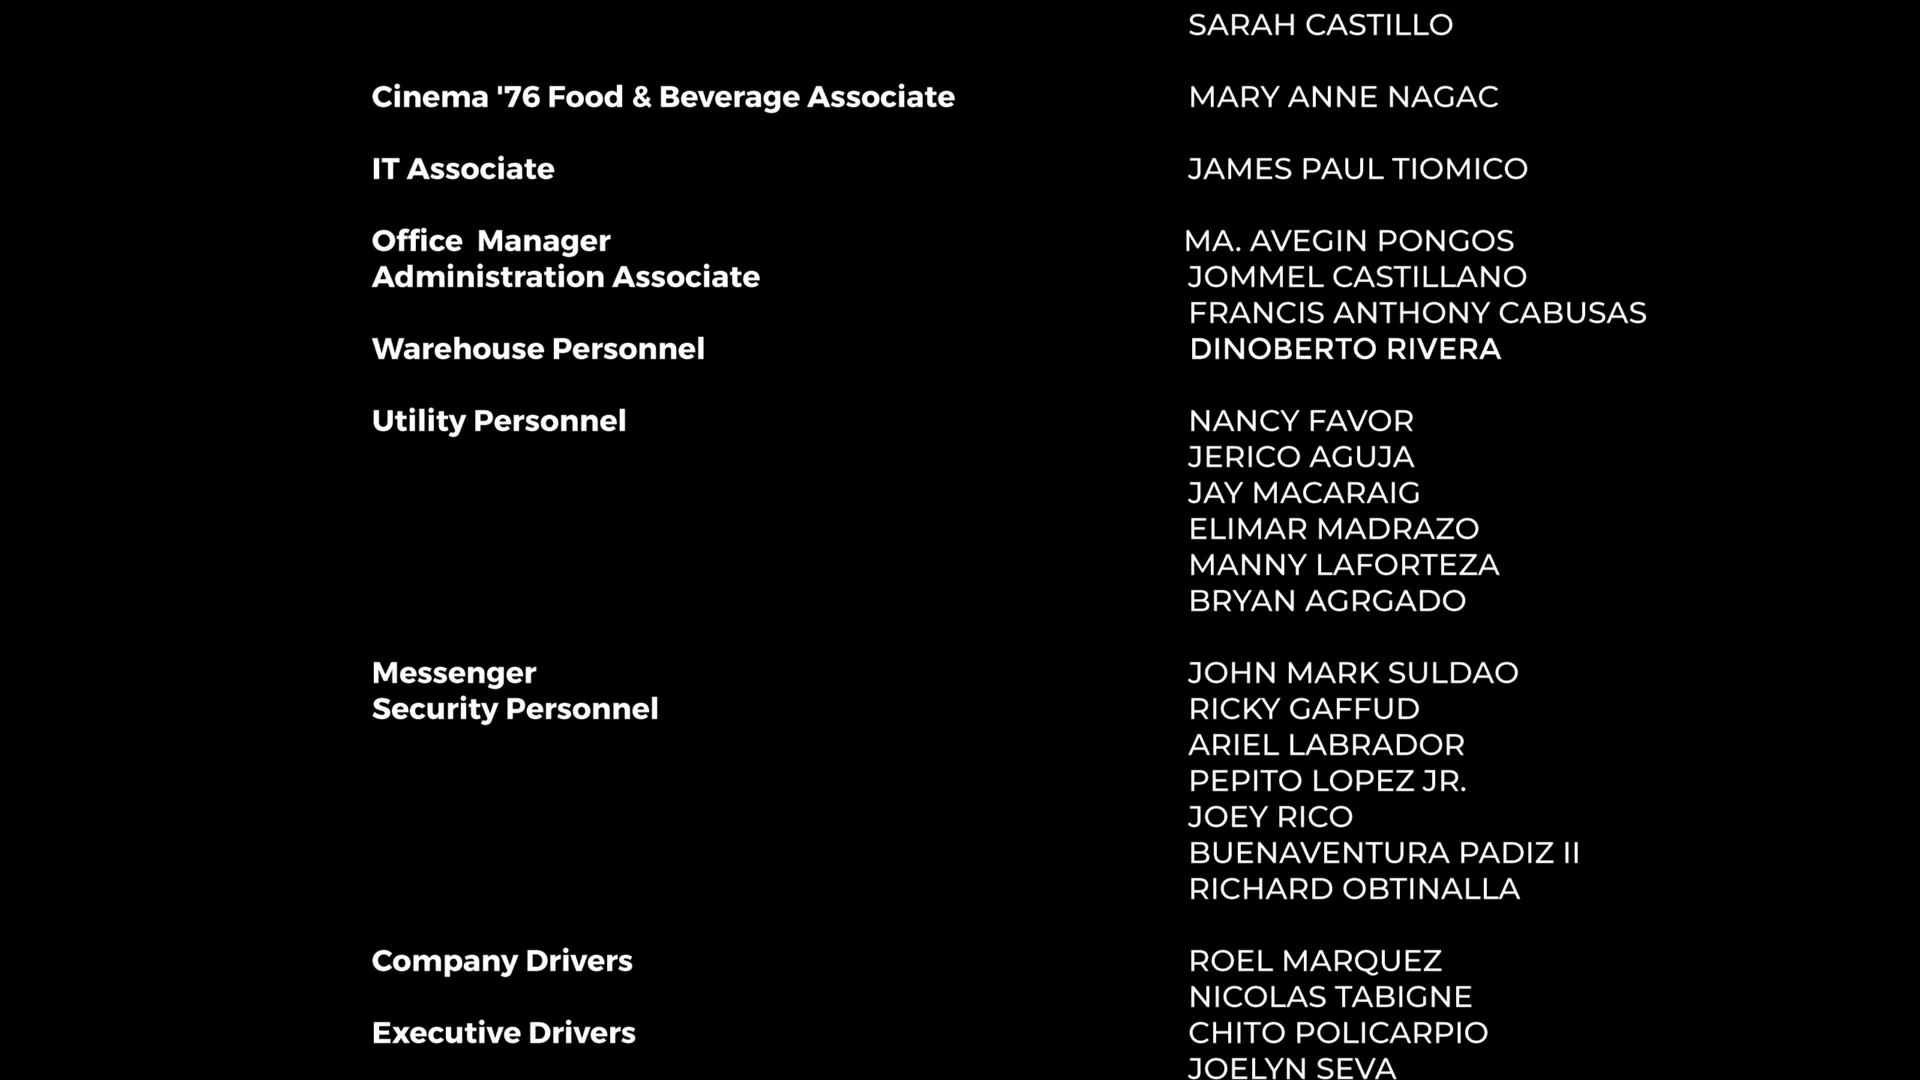 SARAH CASTILLO
Cinema '76 Food & Beverage Associate MARY ANNE NAGAC
IT Associate JAMES PAUL TIOMICO
Office  Manager MA. AVEGIN PONGOS
Administration Associate JOMMEL CASTILLANO
FRANCIS ANTHONY CABUSAS
Warehouse Personnel DINOBERTO RIVERA
Utility Personnel NANCY FAVOR
JERICO AGUJA
JAY MACARAIG
ELIMAR MADRAZO
MANNY LAFORTEZA
BRYAN AGRGADO
Messenger JOHN MARK SULDAO
Security Personnel RICKY GAFFUD
ARIEL LABRADOR
PEPITO LOPEZ JR.
JOEY RICO
BUENAVENTURA PADIZ II
RICHARD OBTINALLA
Company Drivers ROEL MARQUEZ
NICOLAS TABIGNE
Executive Drivers CHITO POLICARPIO
JOELYN SEVA